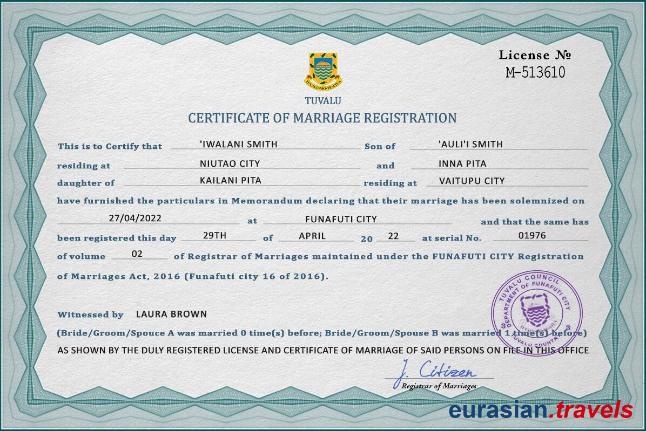 License №
M-513610
TUVALU
CERTIFICATE OF MARRIAGE REGISTRATION
This is to Certify that 'IWALANI SMITH Son of 'AULI'I SMITH
residing at NIUTAO CITY and INNA PITA
daughter of KAILANI PITA residing at VAITUPU CITY
have furnished the particulars in Memorandum declaring that their marriage has been solemnized on
27/04/2022 at FUNAFUTI CITY and that the same has
been registered this day 29TH of APRIL 20 22 at serial No. 01976
of volume 02 of Registrar of Marriages maintained under the FUNAFUTI CITY Registration
of Marriages Act, 2016 (Funafuti city 16 of 2016).
TUVALU COUNCIL
DEPARTMENT OF FUNAFUTI CITY
TUVALU COUNTRY
Witnessed by LAURA BROWN
(Bride/Groom/Spouce A was married 0 time(s) before; Bride/Groom/Spouse B was married 1 time(s) before)
AS SHOWN BY THE DULY REGISTERED LICENSE AND CERTIFICATE OF MARRIAGE OF SAID PERSONS ON FILE IN THIS OFFICE
J. Citizen
Registrar of Marriages
eurasian.travels